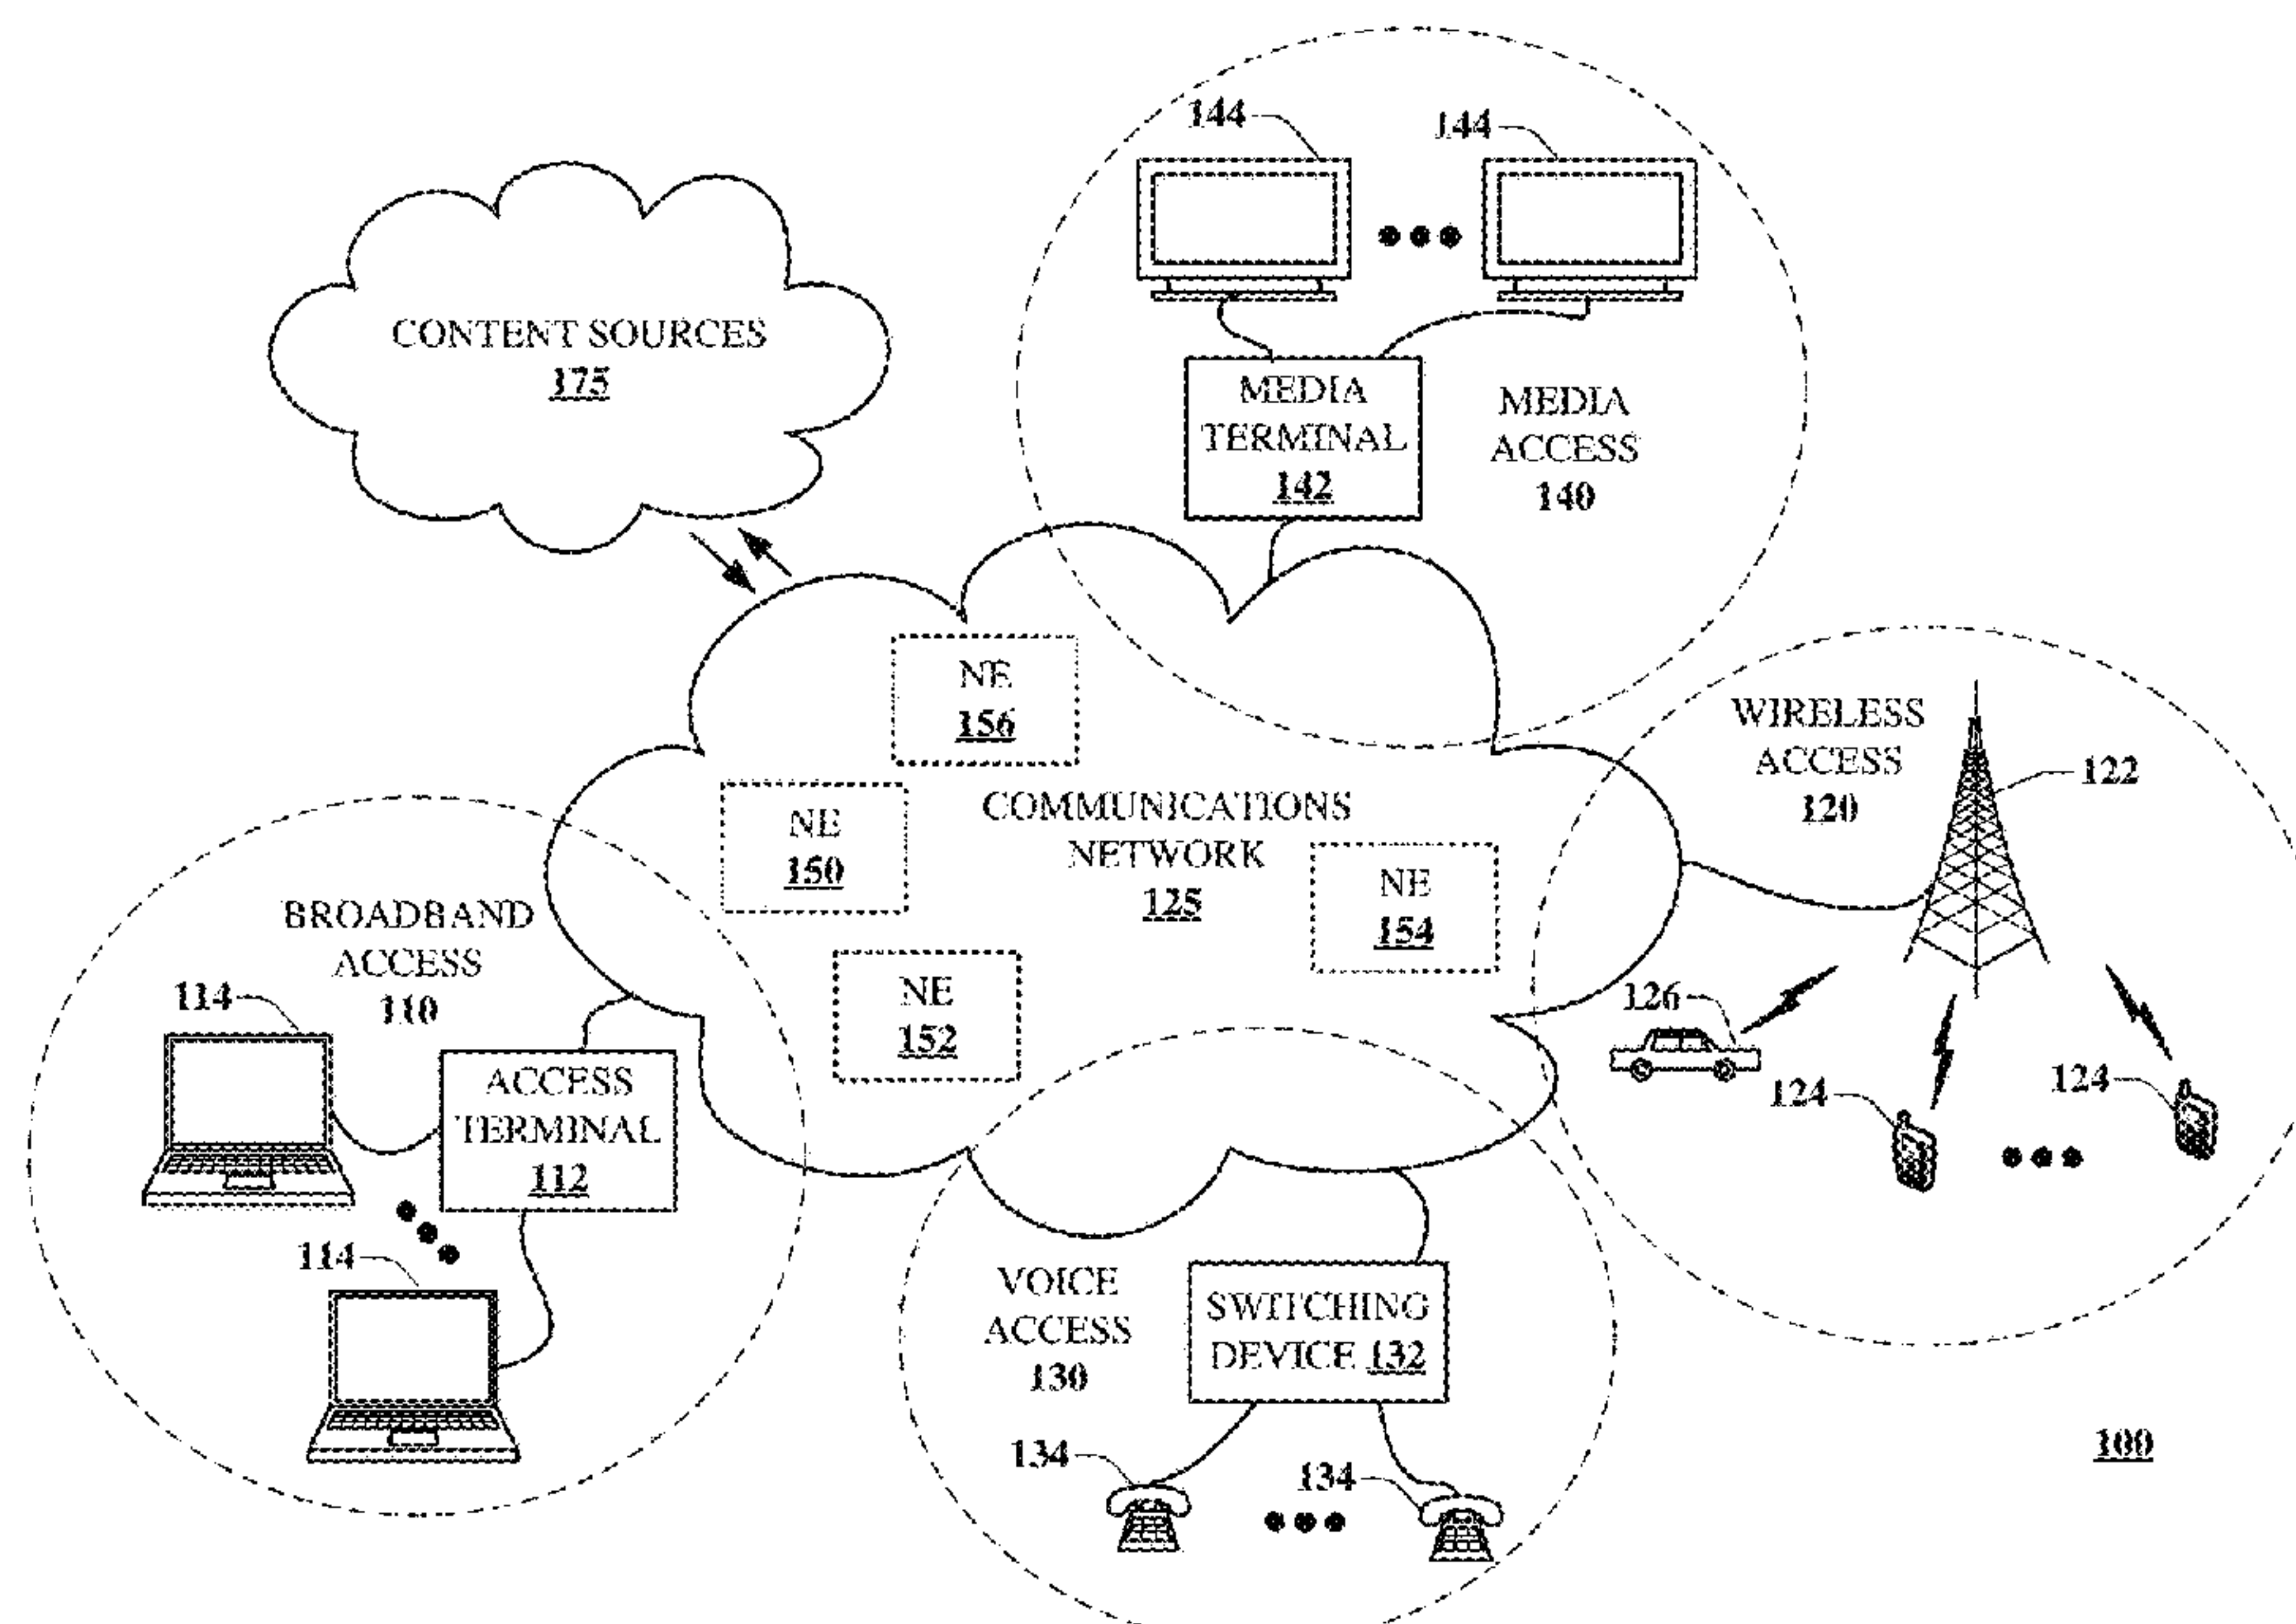 144
144
CONTENT SOURCES
175
MEDIA
TERMINAL
142
MEDIA
ACCESS
140
NE
156
WIRELESS
ACCESS
120
122
NE
150
COMMUNICATIONS
NETWORK
125
NE
154
BROADBAND
ACCESS
110
114
NE
152
126
124
124
ACCESS
TERMINAL
112
114
VOICE
ACCESS
130
SWITCHING
DEVICE 132
134
134
100